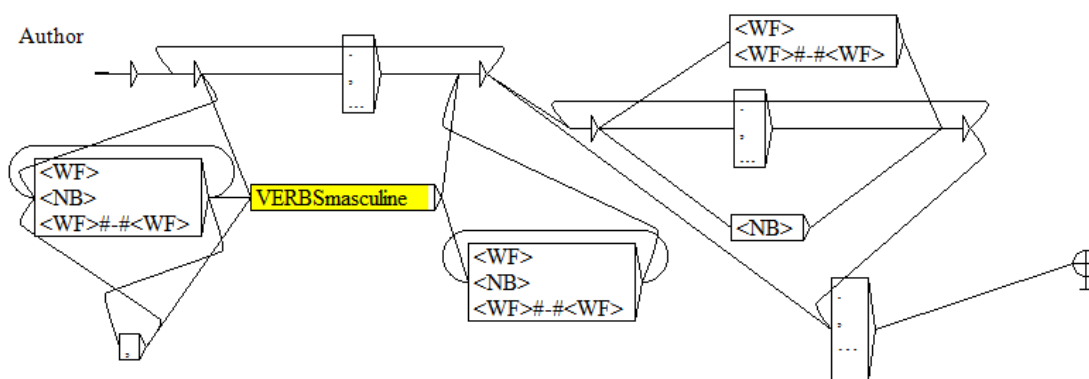 Author
<WF>
<WF>#-#<WF>
-
,
...
-
,
...
<WF>
<NB>
<WF>#-#<WF>
VERBSmasculine
<NB>
<WF>
<NB>
<WF>#-#<WF>
-
,
---
,